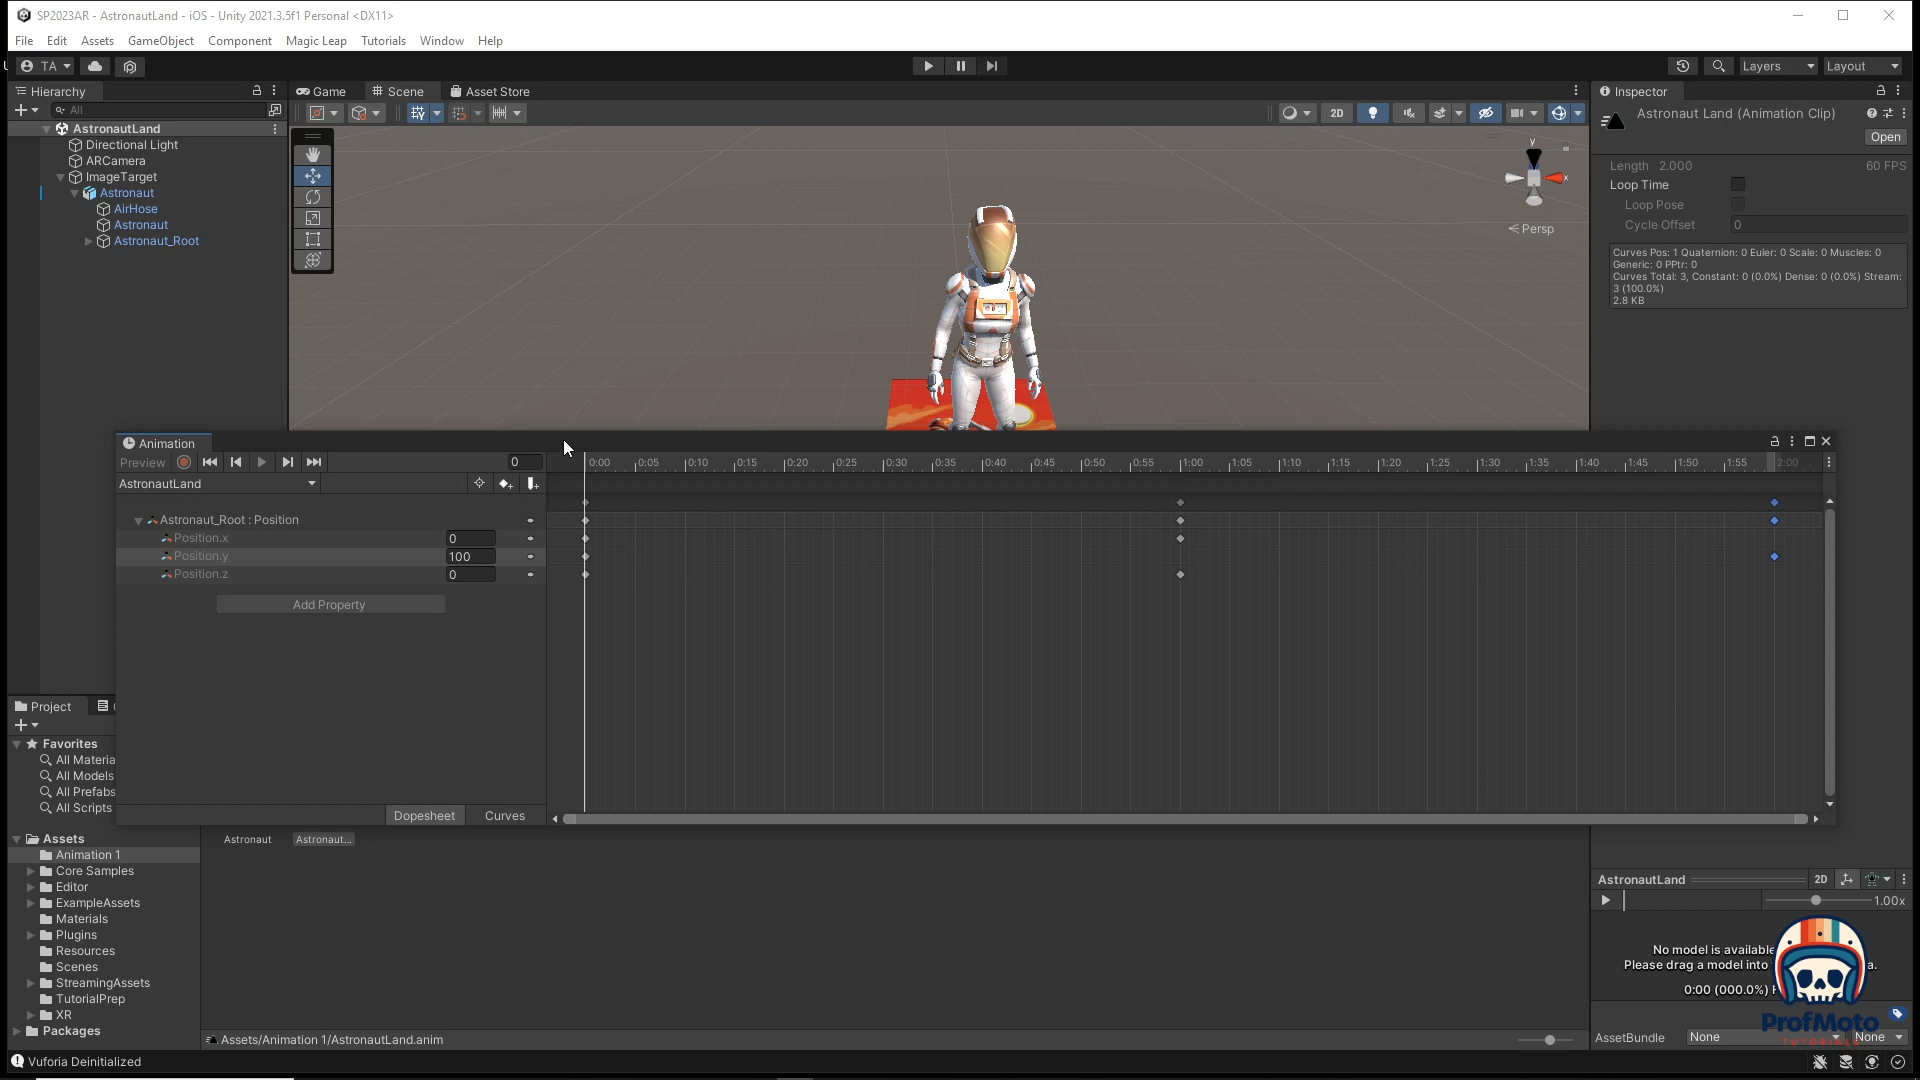 SP2023AR - AstronautLand - iOS - Unity 2021.3.5f1 Personal <DX11>
File Edit Assets GameObject Component Magic Leap Tutorials Window Help
TA
Layers Layout
Hierarchy
Game Scene Asset Store
Inspector
All
2D
Astronaut Land (Animation Clip)
Open
AstronautLand
Directional Light
ARCamera
ImageTarget
Astronaut
AirHose
Astronaut
Astronaut_Root
y
x
< Persp
Length 2.000 60 FPS
Loop Time
Loop Pose
Cycle Offset 0
Curves Pos: 1 Quaternion: 0 Euler: 0 Scale: 0 Muscles: 0
Generic: 0 PPtr: 0
Curves Total: 3, Constant: 0 (0.0%) Dense: 0 (0.0%) Stream:
3 (100.0%)
2.8 KB
Animation
Preview 0
0:00 0:05 0:10 0:15 0:20 0:25 0:30 0:35 0:40 0:45 0:50 0:55 1:00 1:05 1:10 1:15 1:20 1:25 1:30 1:35 1:40 1:45 1:50 1:55 2:00
AstronautLand
Astronaut_Root : Position
Position.x 0
Position.y 100
Position.z 0
Add Property
Dopesheet Curves
Project
Favorites
All Materia
All Models
All Prefabs
All Scripts
Assets
Animation 1
Core Samples
Editor
ExampleAssets
Materials
Plugins
Resources
Scenes
StreamingAssets
TutorialPrep
XR
Packages
Astronaut Astronaut...
Assets/Animation 1/AstronautLand.anim
AstronautLand 2D
1.00x
No model is available
Please drag a model into a.
0:00 (000.0%)
ProfMoto
TUTORIALS
AssetBundle None None
Vuforia Deinitialized